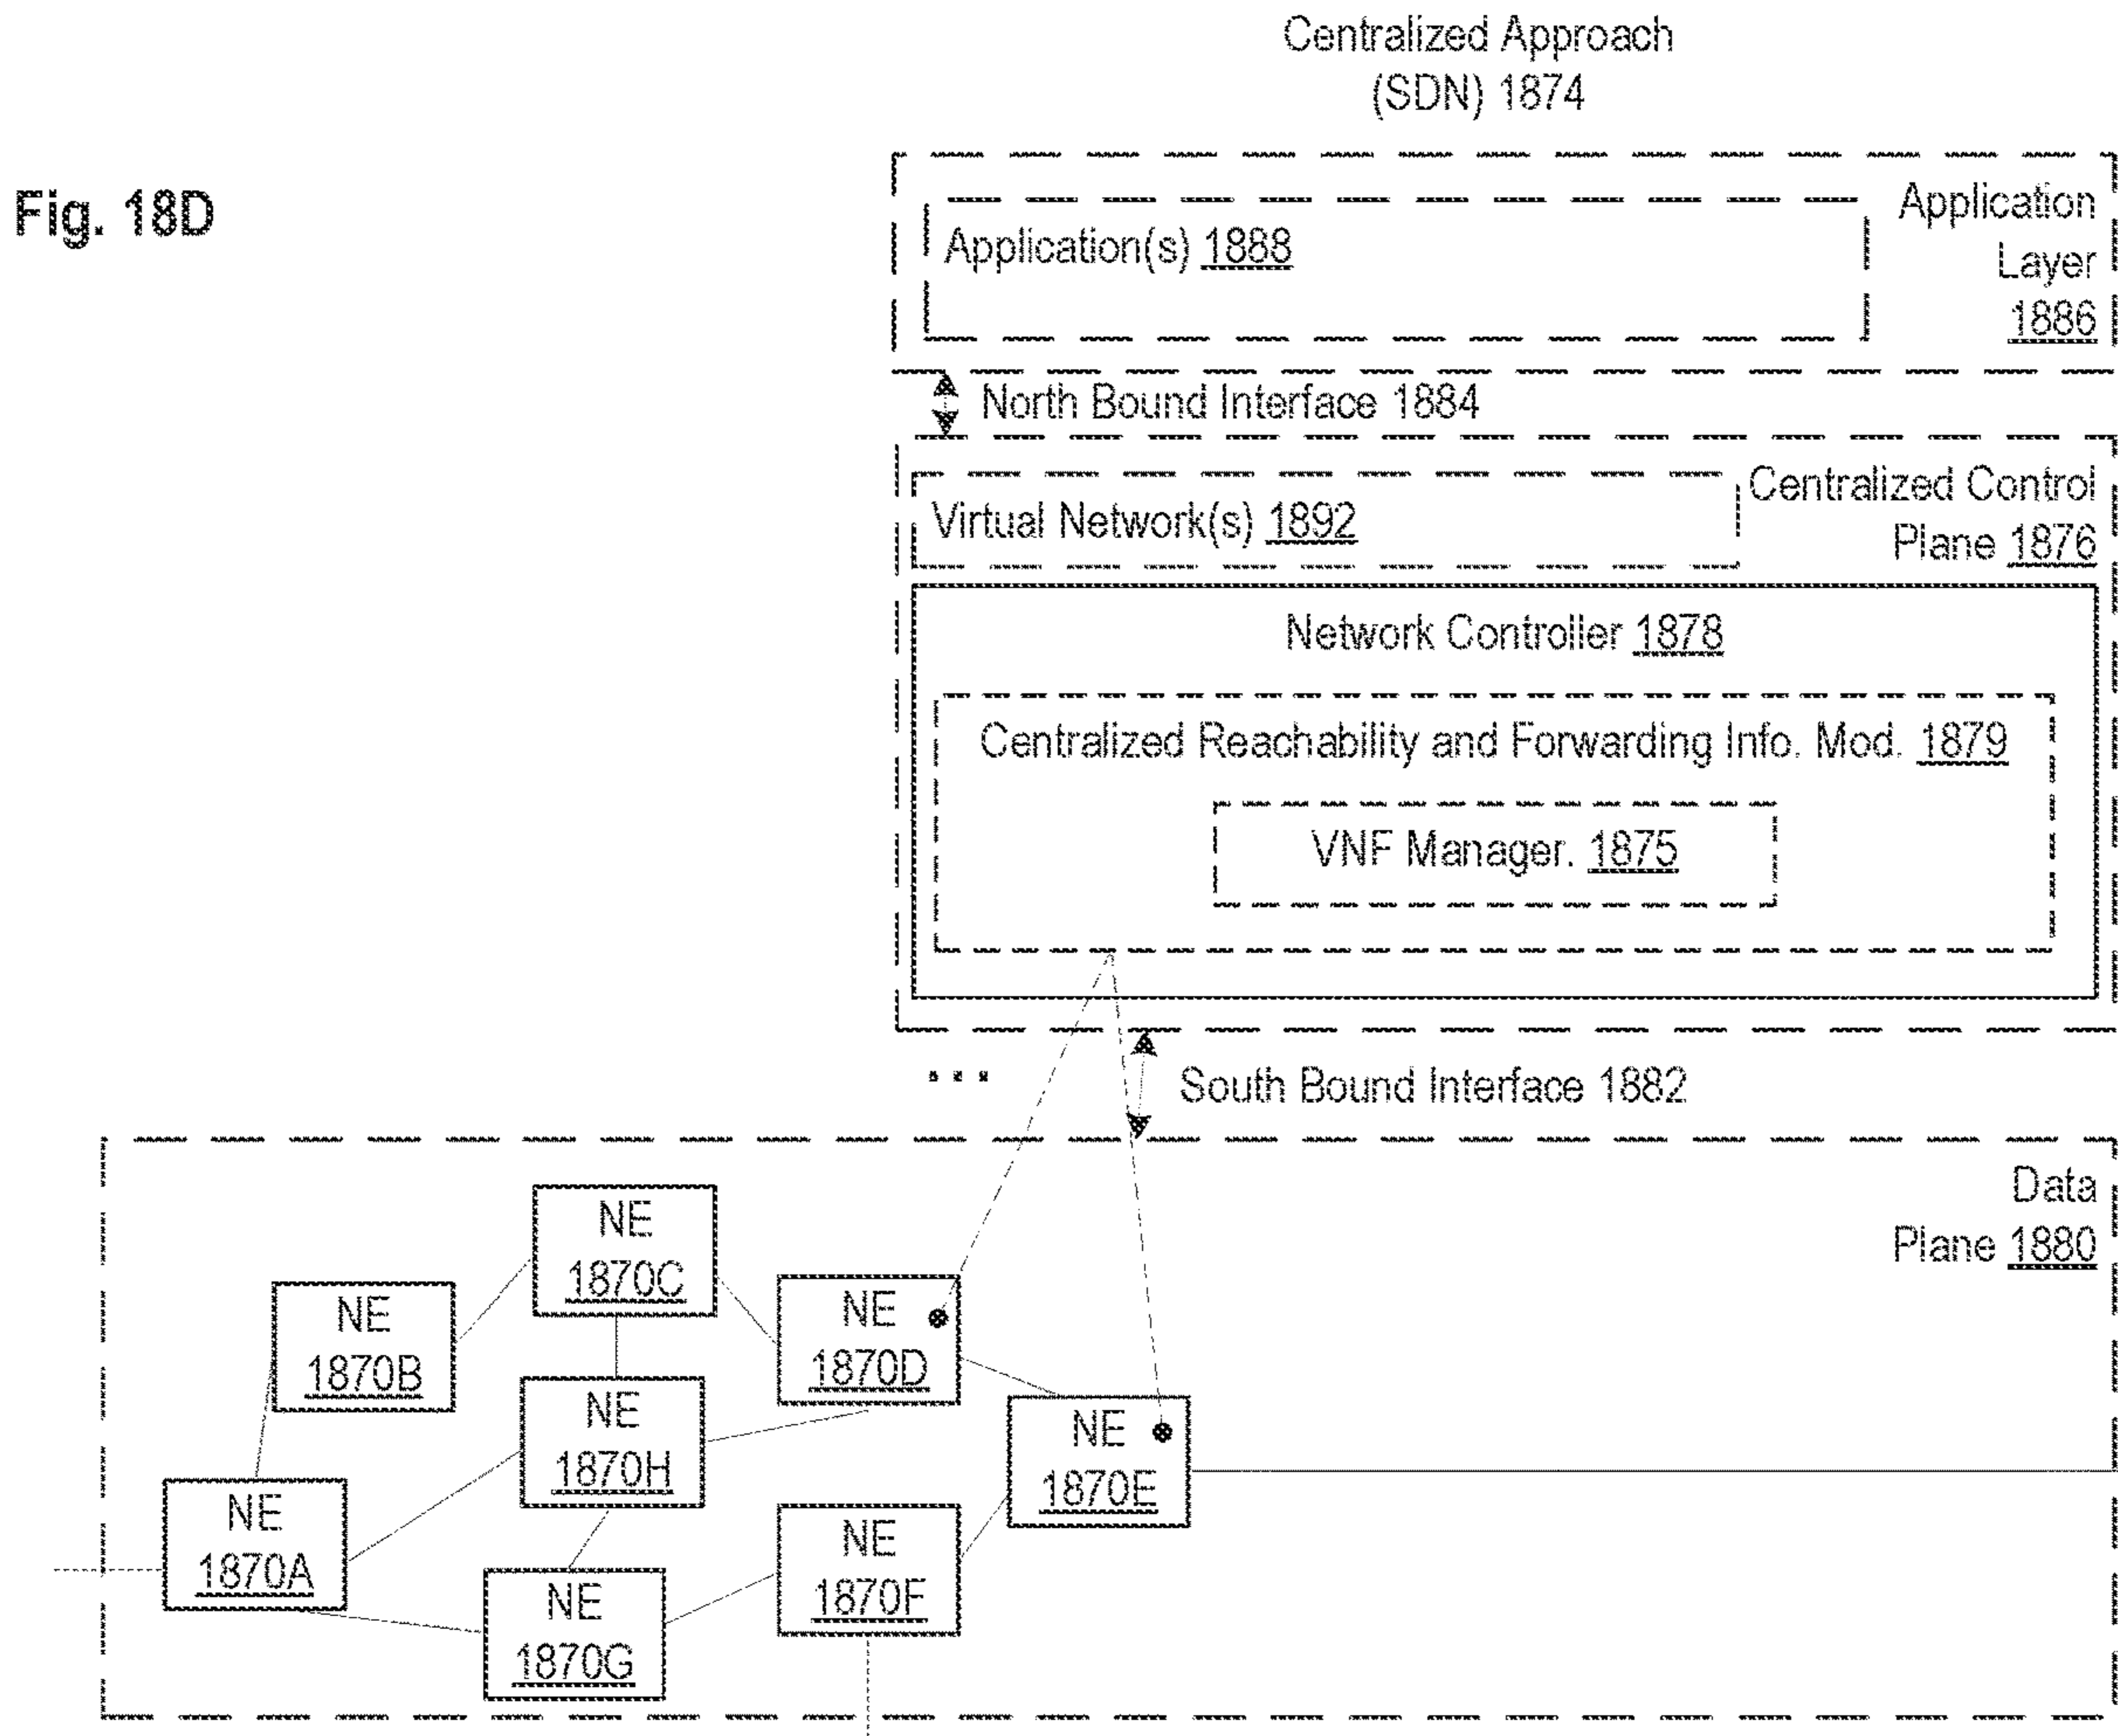 Centralized Approach
(SDN) 1874
Fig. 18D
Application(s) 1888
Application
Layer
1886
North Bound Interface 1884
Virtual Network(s) 1892
Centralized Control
Plane 1876
Network Controller 1878
Centralized Reachability and Forwarding Info. Mod. 1879
VNF Manager. 1875
...
South Bound Interface 1882
Data
Plane 1880
NE
1870C
NE
1870B
NE
1870D
NE
1870H
NE
1870E
NE
1870A
NE
1870F
NE
1870G